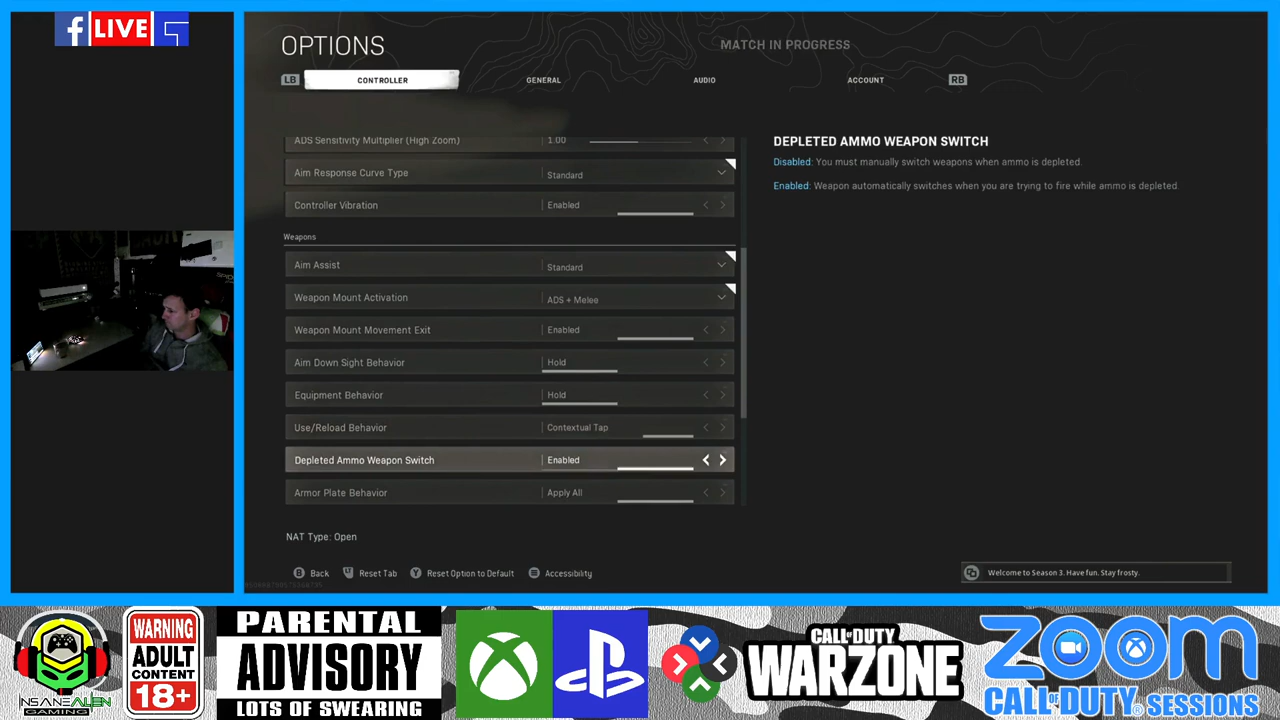 f LIVE
OPTIONS
MATCH IN PROGRESS
LB CONTROLLER GENERAL AUDIO ACCOUNT RB
ADS Sensitivity Multiplier (High Zoom) 1.00
Aim Response Curve Type Standard
Controller Vibration Enabled
Weapons
Aim Assist Standard
Weapon Mount Activation ADS + Melee
Weapon Mount Movement Exit Enabled
Aim Down Sight Behavior Hold
Equipment Behavior Hold
Use/Reload Behavior Contextual Tap
Depleted Ammo Weapon Switch Enabled
Armor Plate Behavior Apply All
DEPLETED AMMO WEAPON SWITCH
Disabled: You must manually switch weapons when ammo is depleted.
Enabled: Weapon automatically switches when you are trying to fire while ammo is depleted.
NAT Type: Open
B Back Reset Tab Y Reset Option to Default Accessibility
Welcome to Season 3. Have fun. Stay frosty.
INSANEALIEN
GAMING
WARNING
ADULT
CONTENT
18+
PARENTAL
ADVISORY
LOTS OF SWEARING
CALL OF DUTY
WARZONE
zoom
CALL OF DUTY® SESSIONS